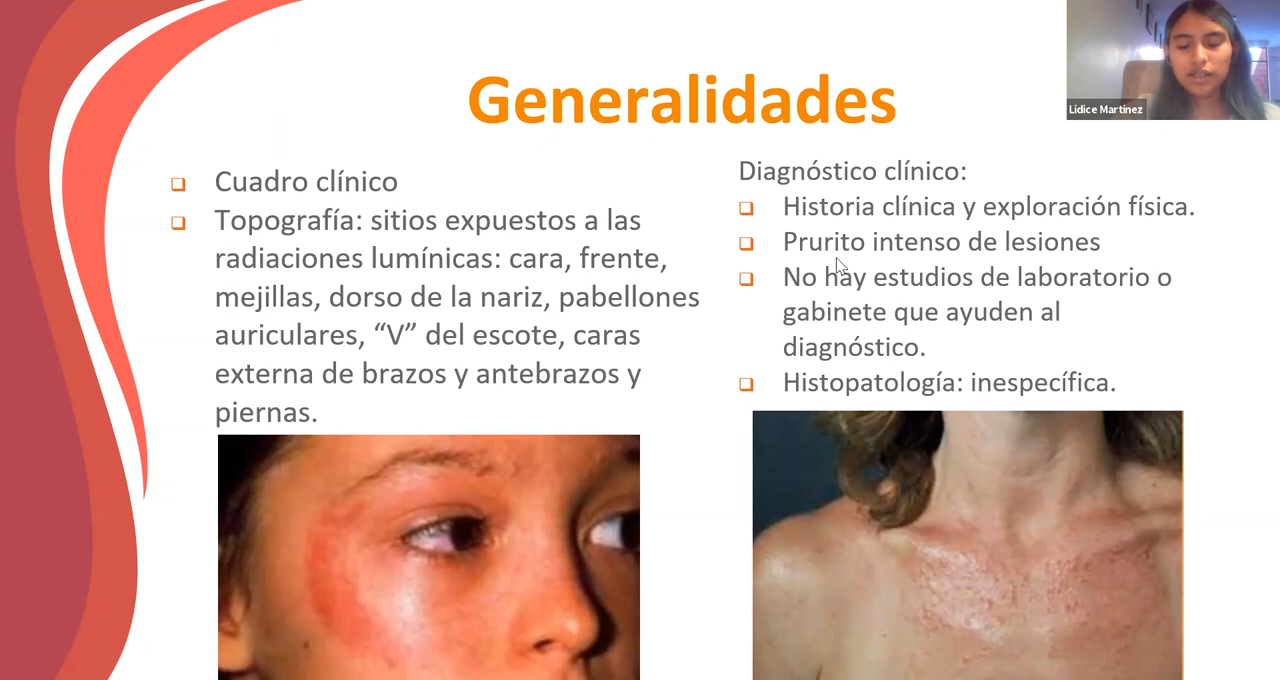 Generalidades
Lidice Martinez
Cuadro clínico
Topografía: sitios expuestos a las
radiaciones lumínicas: cara, frente,
mejillas, dorso de la nariz, pabellones
auriculares, “V” del escote, caras
externa de brazos y antebrazos y
piernas.
Diagnóstico clínico:
Historia clínica y exploración física.
Prurito intenso de lesiones
No hay estudios de laboratorio o
gabinete que ayuden al
diagnóstico.
Histopatología: inespecífica.